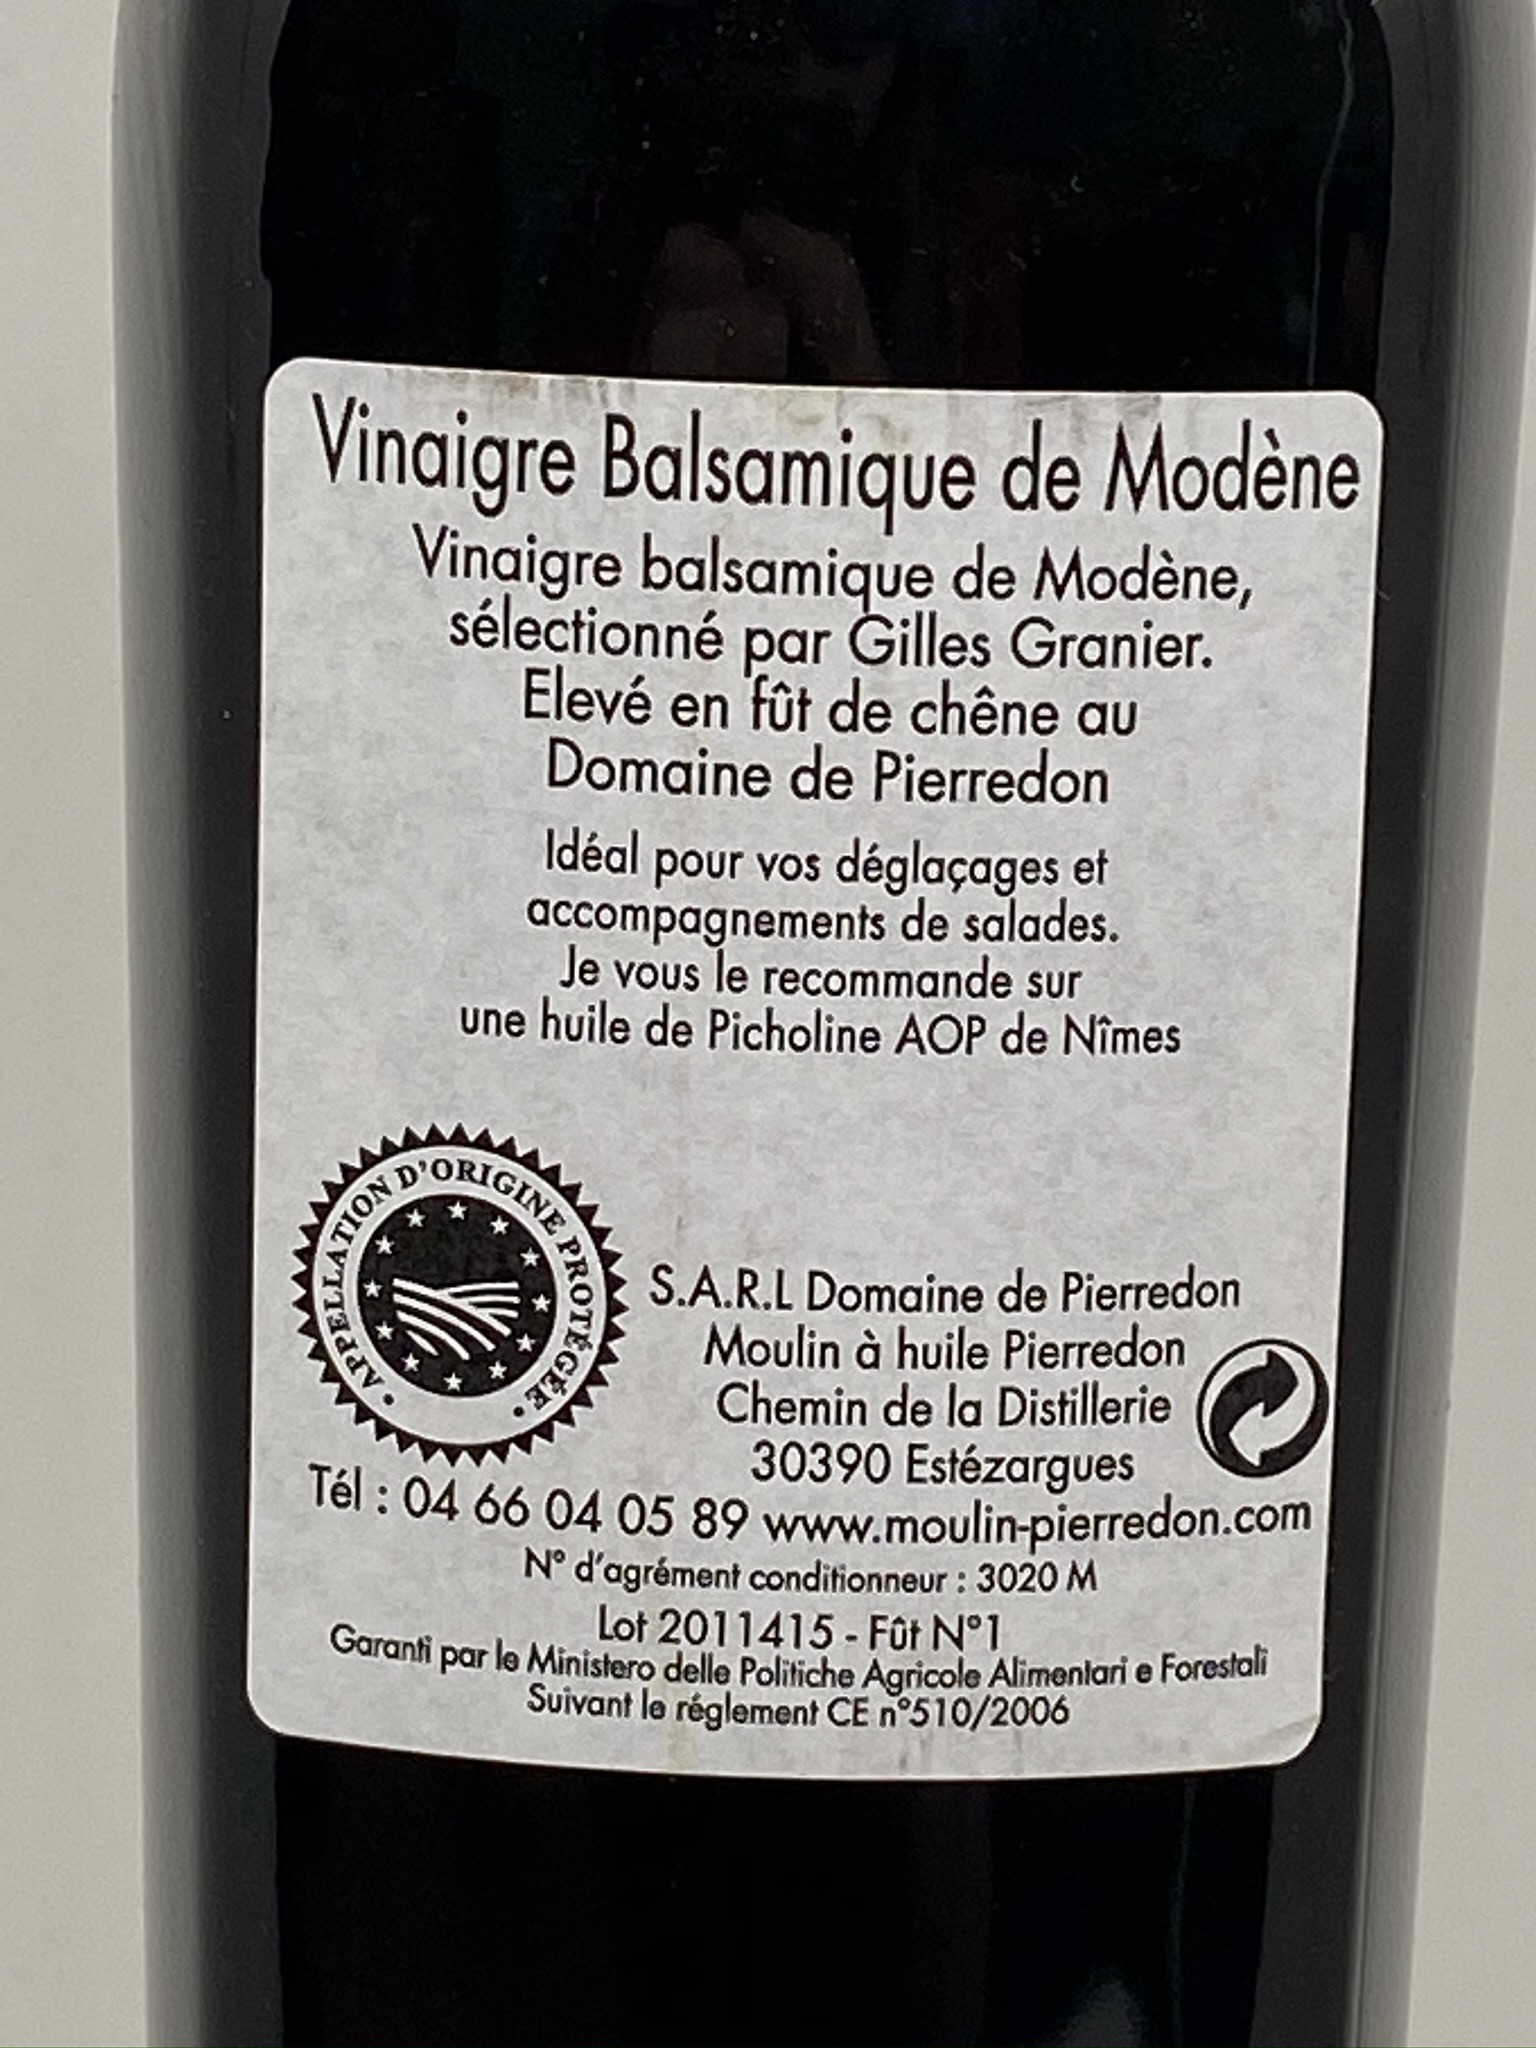 Vinaigre Balsamique de Modène
Vinaigre balsamique de Modène,
sélectionné par Gilles Granier.
Elevé en fût de chêne au
Domaine de Pierredon
Idéal pour vos déglaçages et
accompagnements de salades.
Je vous le recommande sur
une huile de Picholine AOP de Nîmes
• APPELLATION D'ORIGINE PROTÉGÉE •
S.A.R.L Domaine de Pierredon
Moulin à huile Pierredon
Chemin de la Distillerie
30390 Estézargues
Tél : 04 66 04 05 89 www.moulin-pierredon.com
N° d'agrément conditionneur : 3020 M
Lot 2011415 - Fût N°1
Garanti par le Ministero delle Politiche Agricole Alimentari e Forestali
Suivant le réglement CE n°510/2006